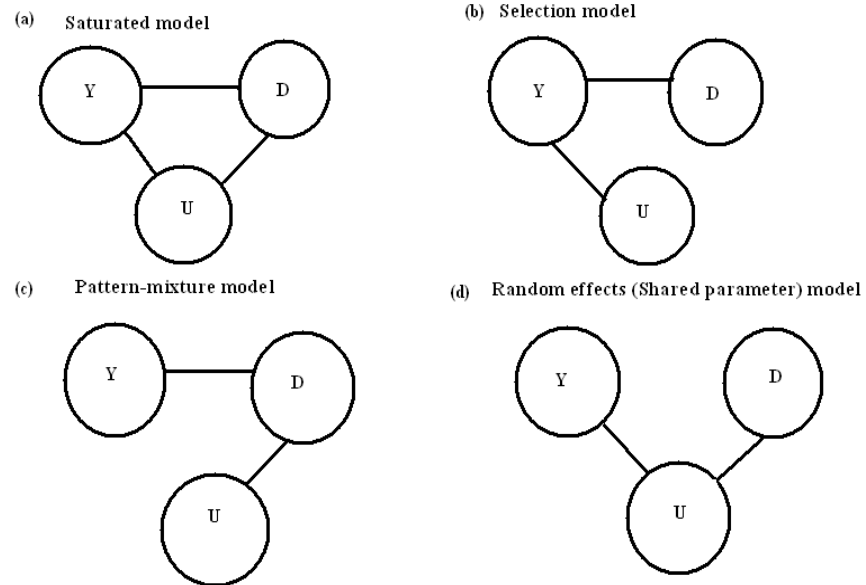 (a) Saturated model
Y
D
U
(b) Selection model
Y
D
U
(c) Pattern-mixture model
Y
D
U
(d) Random effects (Shared parameter) model
Y
D
U